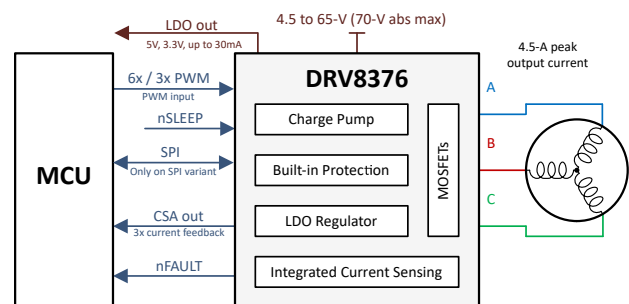 LDO out
5V, 3.3V, up to 30mA
4.5 to 65-V (70-V abs max)
MCU
6x / 3x PWM
PWM input
nSLEEP
SPI
Only on SPI variant
CSA out
3x current feedback
nFAULT
DRV8376
Charge Pump
Built-in Protection
LDO Regulator
Integrated Current Sensing
MOSFETs
4.5-A peak
output current
A
B
C